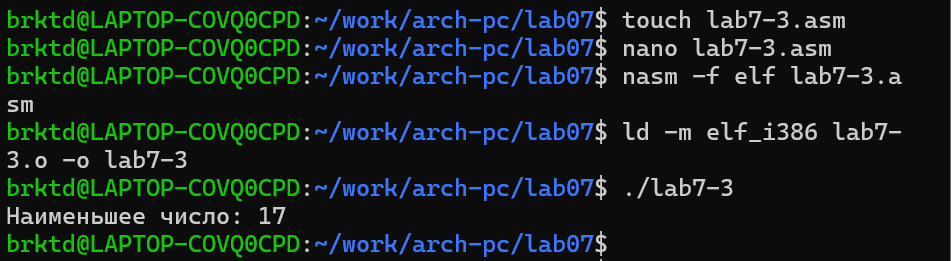 brktd@LAPTOP-COVQ0CPD:~/work/arch-pc/lab07$ touch lab7-3.asm
brktd@LAPTOP-COVQ0CPD:~/work/arch-pc/lab07$ nano lab7-3.asm
brktd@LAPTOP-COVQ0CPD:~/work/arch-pc/lab07$ nasm -f elf lab7-3.a
sm
brktd@LAPTOP-COVQ0CPD:~/work/arch-pc/lab07$ ld -m elf_i386 lab7-
3.o -o lab7-3
brktd@LAPTOP-COVQ0CPD:~/work/arch-pc/lab07$ ./lab7-3
Наименьшее число: 17
brktd@LAPTOP-COVQ0CPD:~/work/arch-pc/lab07$